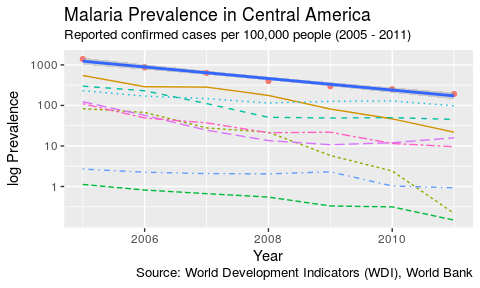 Malaria Prevalence in Central America
Reported confirmed cases per 100,000 people (2005 - 2011)
1000
100
10
1
log Prevalence
2006
2008
2010
Year
Source: World Development Indicators (WDI), World Bank